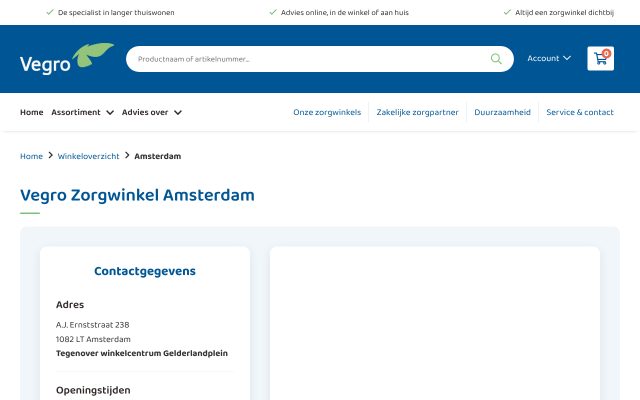 De specialist in langer thuiswonen
Advies online, in de winkel of aan huis
Altijd een zorgwinkel dichtbij
Vegro
Productnaam of artikelnummer...
Account
0
Home
Assortiment
Advies over
Onze zorgwinkels
Zakelijke zorgpartner
Duurzaamheid
Service & contact
Home > Winkeloverzicht > Amsterdam
Vegro Zorgwinkel Amsterdam
Contactgegevens
Adres
A.J. Ernststraat 23B
1082 LT Amsterdam
Tegenover winkelcentrum Gelderlandplein
Openingstijden